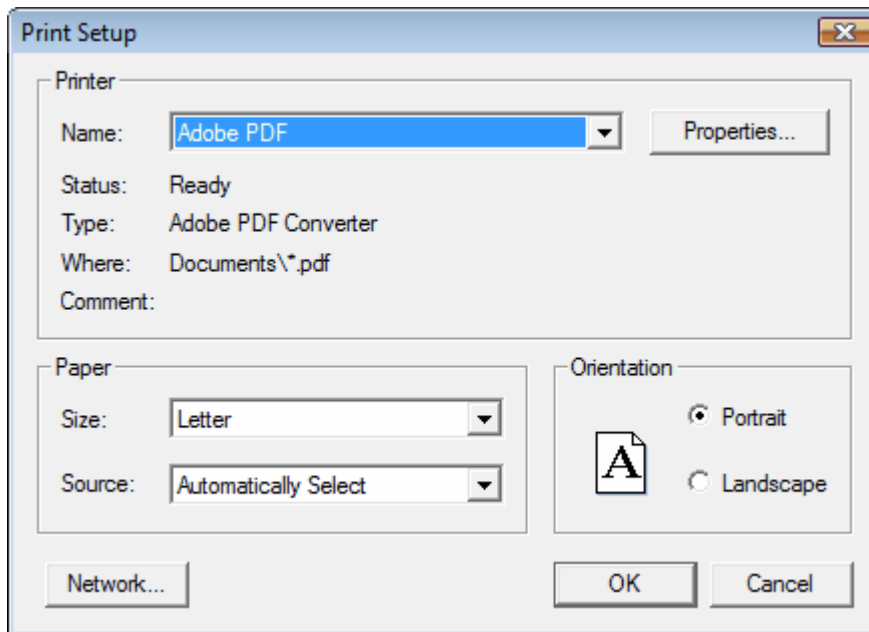 Print Setup
Printer
Name: Adobe PDF Properties...
Status: Ready
Type: Adobe PDF Converter
Where: Documents\*.pdf
Comment:
Paper
Size: Letter
Source: Automatically Select
Orientation
A
Portrait
Landscape
Network... OK Cancel